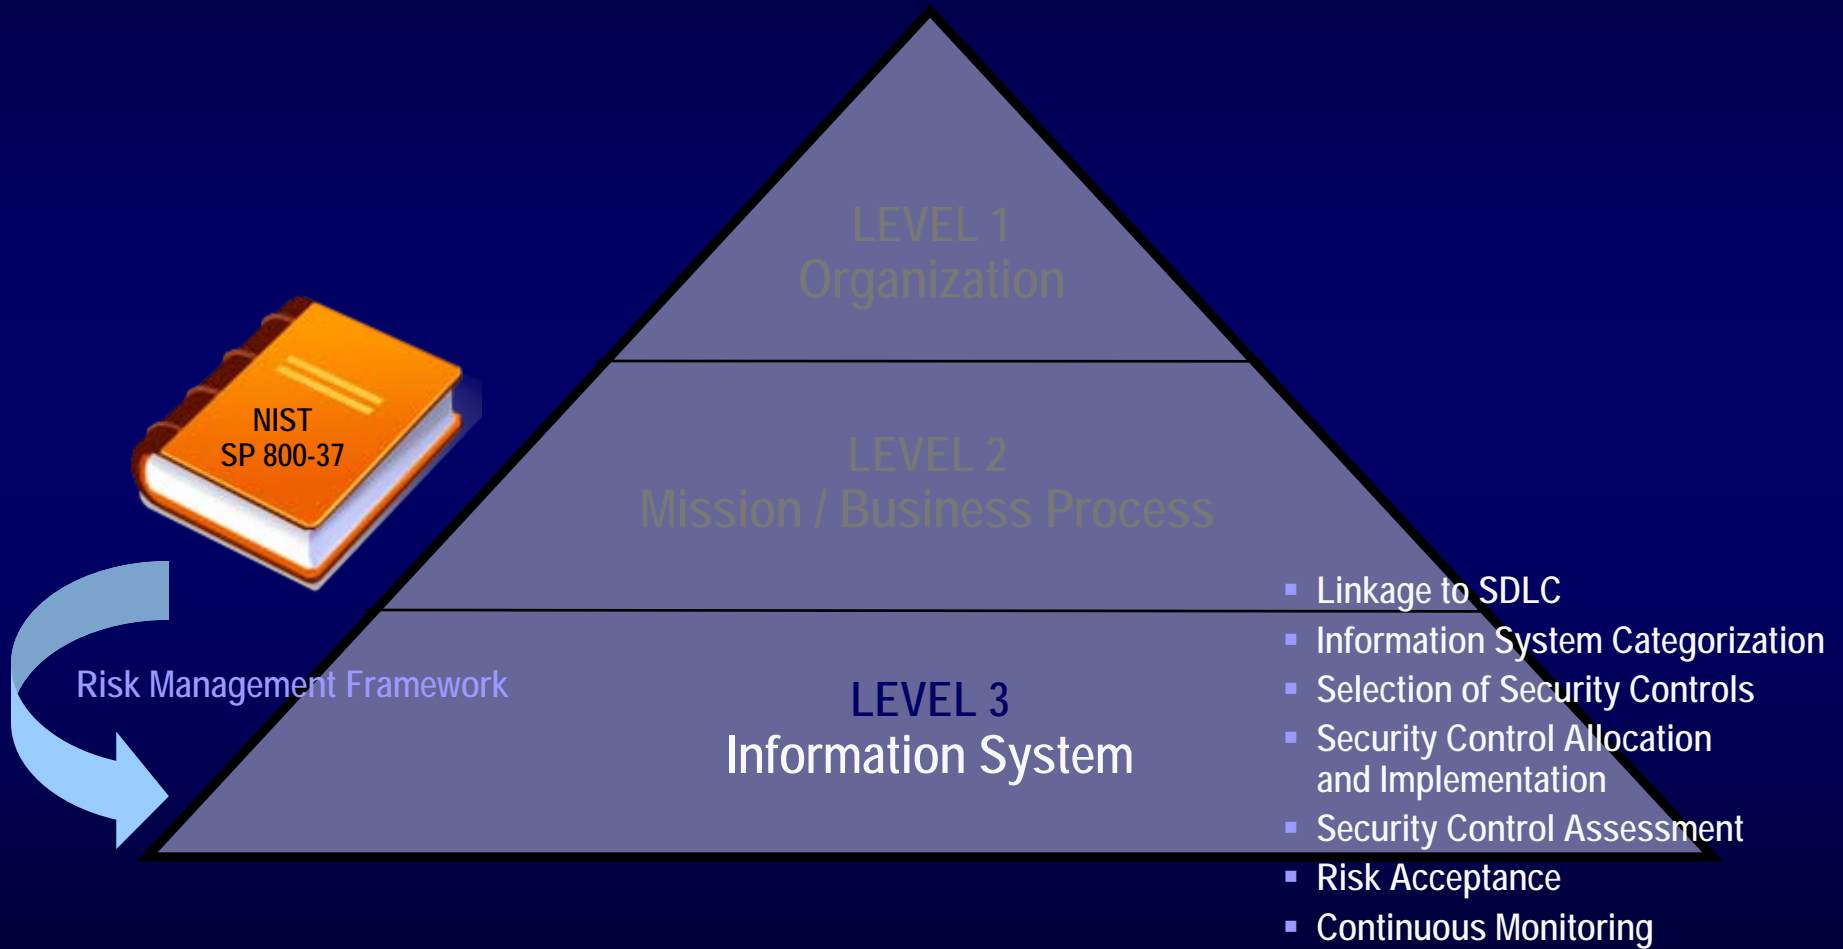 LEVEL 1
Organization
NIST
SP 800-37
LEVEL 2
Mission / Business Process
Risk Management Framework
LEVEL 3
Information System
Linkage to SDLC
Information System Categorization
Selection of Security Controls
Security Control Allocation
and Implementation
Security Control Assessment
Risk Acceptance
Continuous Monitoring